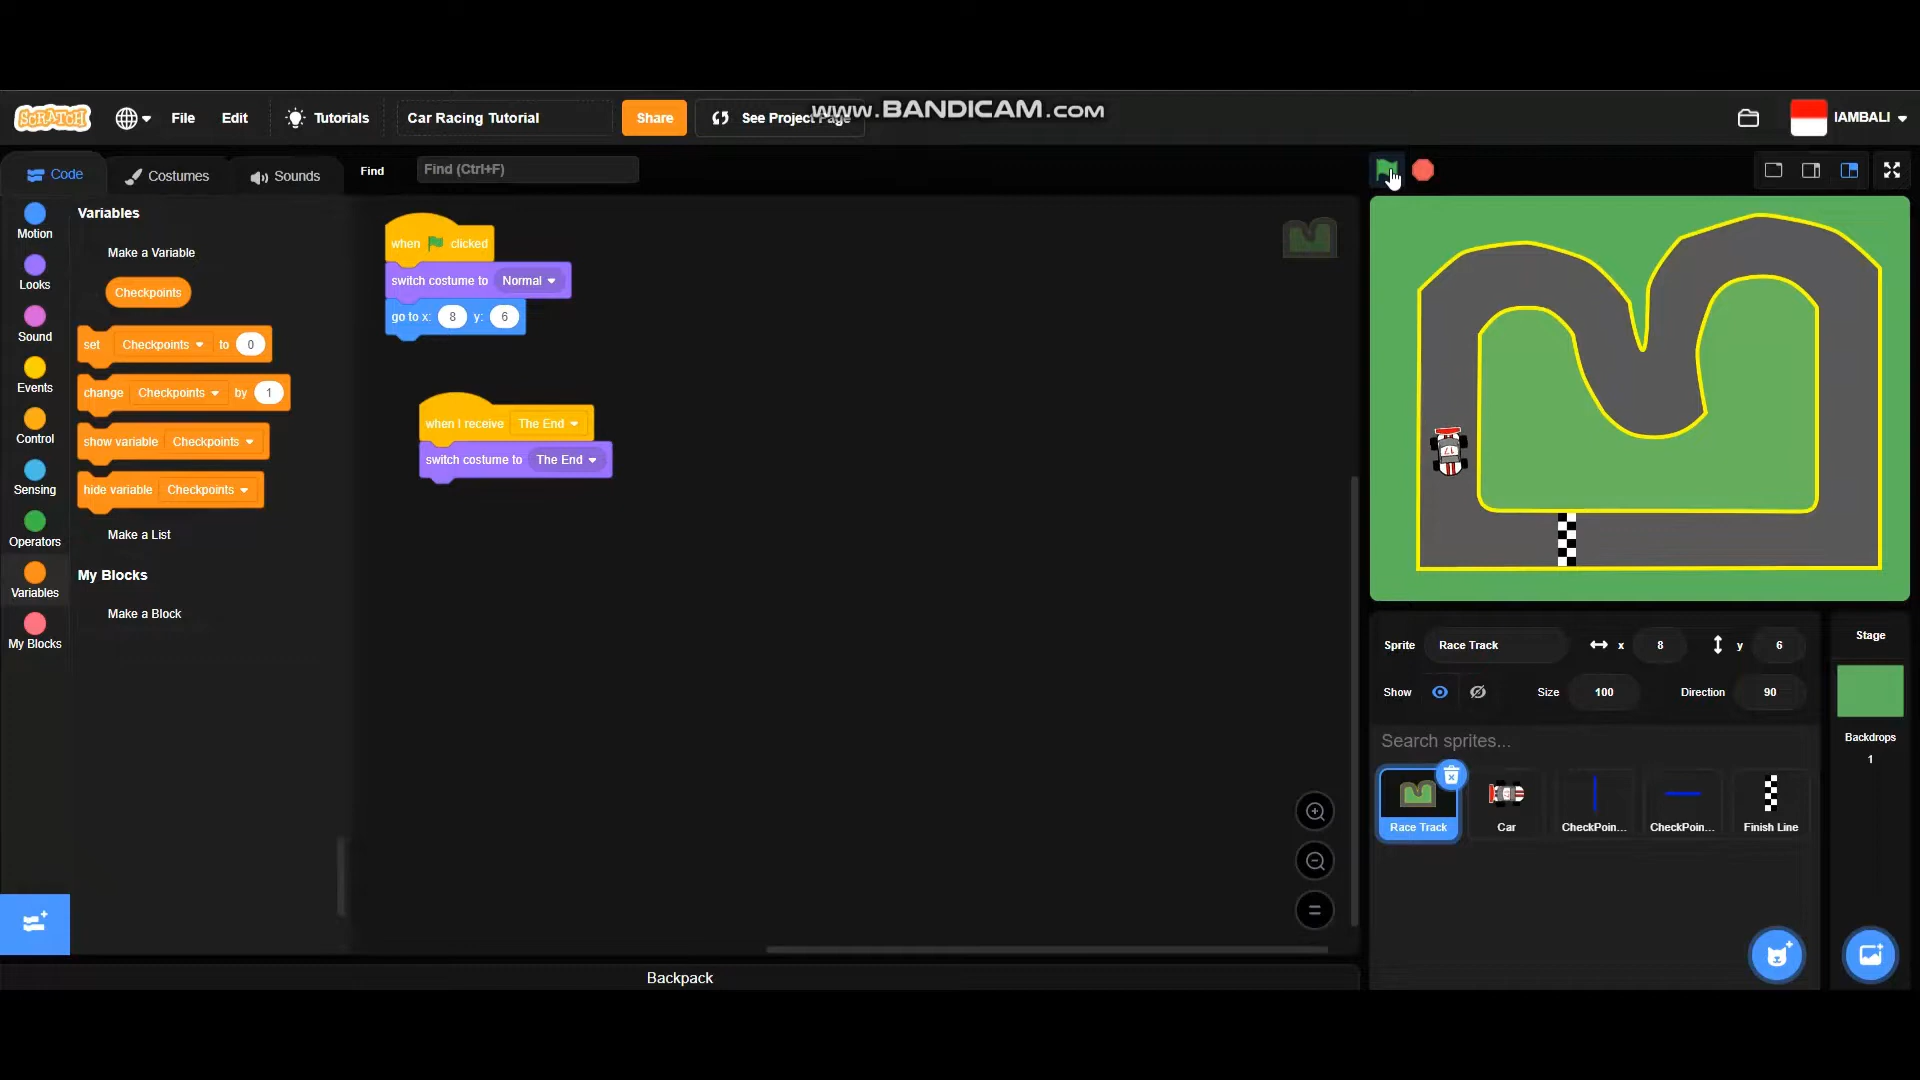 www.BANDICAM.com
SCRATCH
File
Edit
Tutorials
Car Racing Tutorial
Share
See Project Page
IAMBALI
Code
Costumes
Sounds
Find
Find (Ctrl+F)
Motion
Looks
Sound
Events
Control
Sensing
Operators
Variables
My Blocks
Variables
Make a Variable
Checkpoints
set Checkpoints to 0
change Checkpoints by 1
show variable Checkpoints
hide variable Checkpoints
Make a List
My Blocks
Make a Block
when clicked
switch costume to Normal
go to x: 8 y: 6
when I receive The End
switch costume to The End
Backpack
17
Sprite Race Track x 8 y 6
Show Size 100 Direction 90
Search sprites...
Race Track
Car
CheckPoin...
CheckPoin...
Finish Line
Stage
Backdrops
1